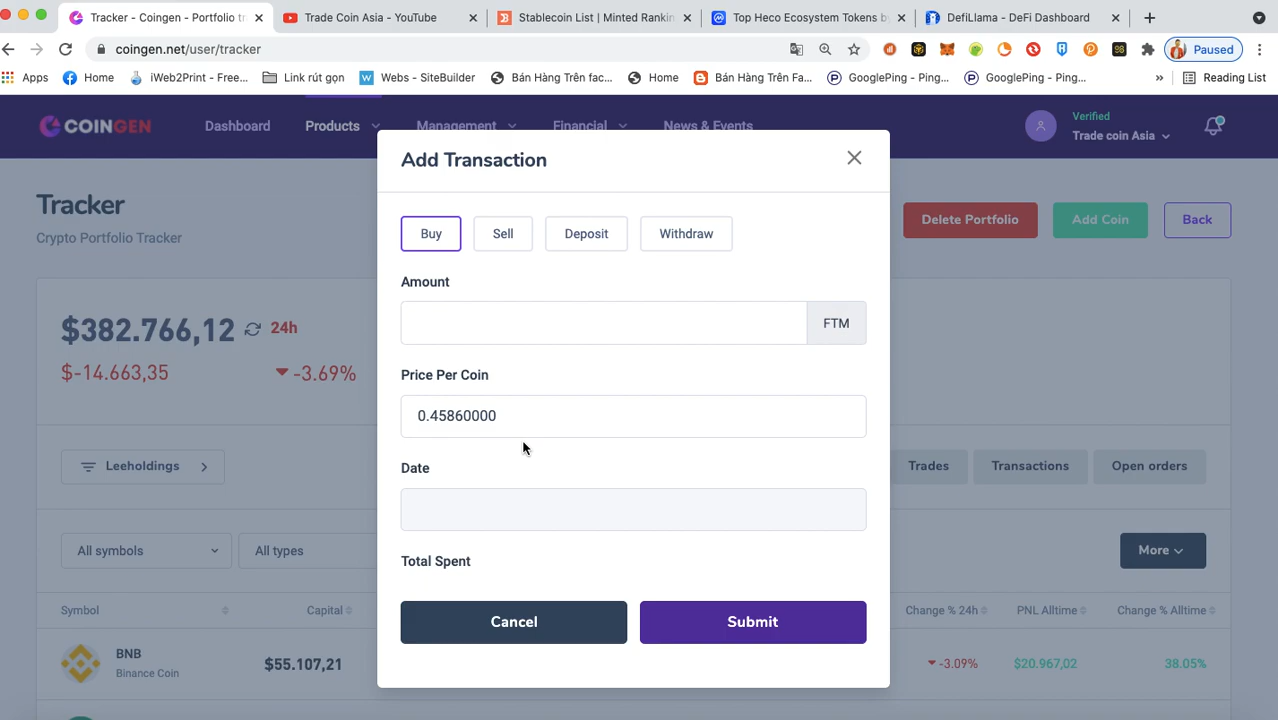 Tracker - Coingen - Portfolio tr
Trade Coin Asia - YouTube
Stablecoin List | Minted Rankin
Top Heco Ecosystem Tokens by
DefiLlama - DeFi Dashboard
coingen.net/user/tracker
Paused
Apps
Home
iWeb2Print - Free...
Link rút gọn
Webs - SiteBuilder
Bán Hàng Trên fac...
Home
Bán Hàng Trên Fa...
GooglePing - Ping...
GooglePing - Ping...
»
Reading List
COINGEN
Dashboard
Products
Management
Financial
News & Events
Verified
Trade coin Asia
Add Transaction
Tracker
Crypto Portfolio Tracker
Delete Portfolio
Add Coin
Back
Buy
Sell
Deposit
Withdraw
Amount
FTM
$382.766,12
24h
$-14.663,35
-3.69%
Price Per Coin
0.45860000
Date
Leeholdings
Trades
Transactions
Open orders
All symbols
All types
More
Total Spent
Cancel
Submit
Symbol
Capital
Change % 24h
PNL Alltime
Change % Alltime
BNB
Binance Coin
$55.107,21
-3.09%
$20.967,02
38.05%